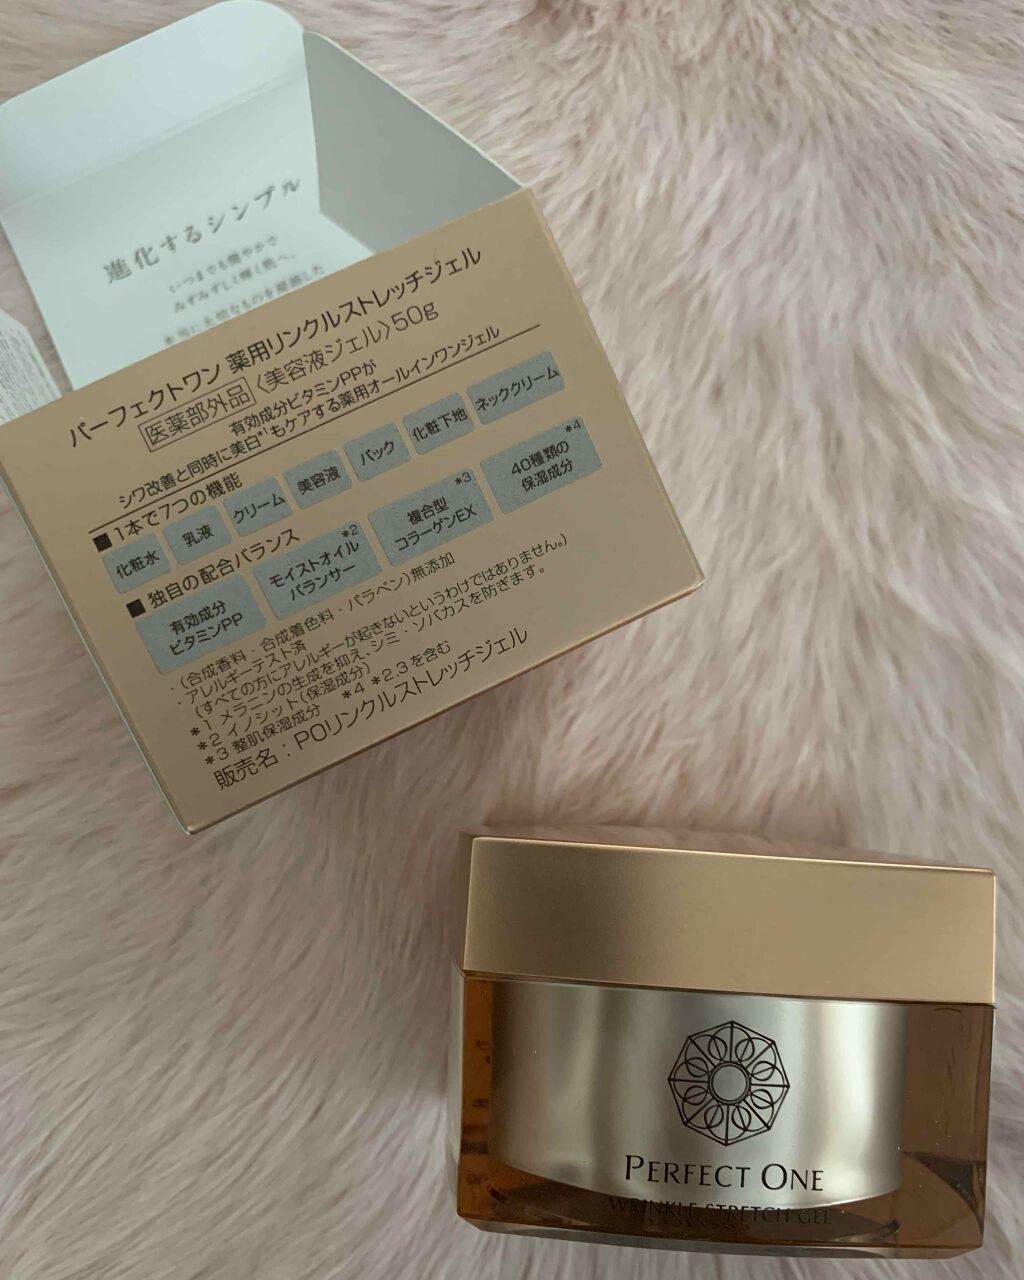 進化するシンプル
いつまでも健やかで
みずみずしく輝く肌へ。
本当に大切なものを凝縮した
パーフェクトワン 薬用リンクルストレッチジェル
医薬部外品〈美容液ジェル〉50g
有効成分ビタミンPPが
シワ改善と同時に美白*1もケアする薬用オールインワンジェル
■1本で7つの機能
化粧水 乳液 クリーム 美容液 パック 化粧下地 ネッククリーム
■独自の配合バランス
有効成分
ビタミンPP
モイストオイル
バランサー*2
複合型
コラーゲンEX*3
40種類の
保湿成分*4
・(合成香料・合成着色料・パラベン)無添加
・アレルギーテスト済
(すべての方にアレルギーが起きないというわけではありません。)
*1 メラニンの生成を抑え、シミ・ソバカスを防ぎます。
*2 イノシット(保湿成分)
*3 整肌保湿成分 *4 *2.3を含む
販売名：POリンクルストレッチジェル
PERFECT ONE
WRINKLE STRETCH GEL